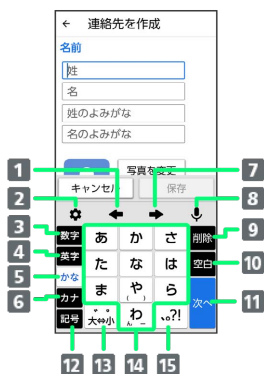 ← 連絡先を作成
名前
姓
名
姓のよみがな
名のよみがな
写真を変更
キャンセル 保存
1
2
3
4
5
6
7
8
9
10
11
12 13 14 15
数字 あ か さ 削除
英字 た な は 空白
かな ま や ( ) ら 次へ
カナ
記号 ゛゜大⇔小 わ ん ー 、。?!